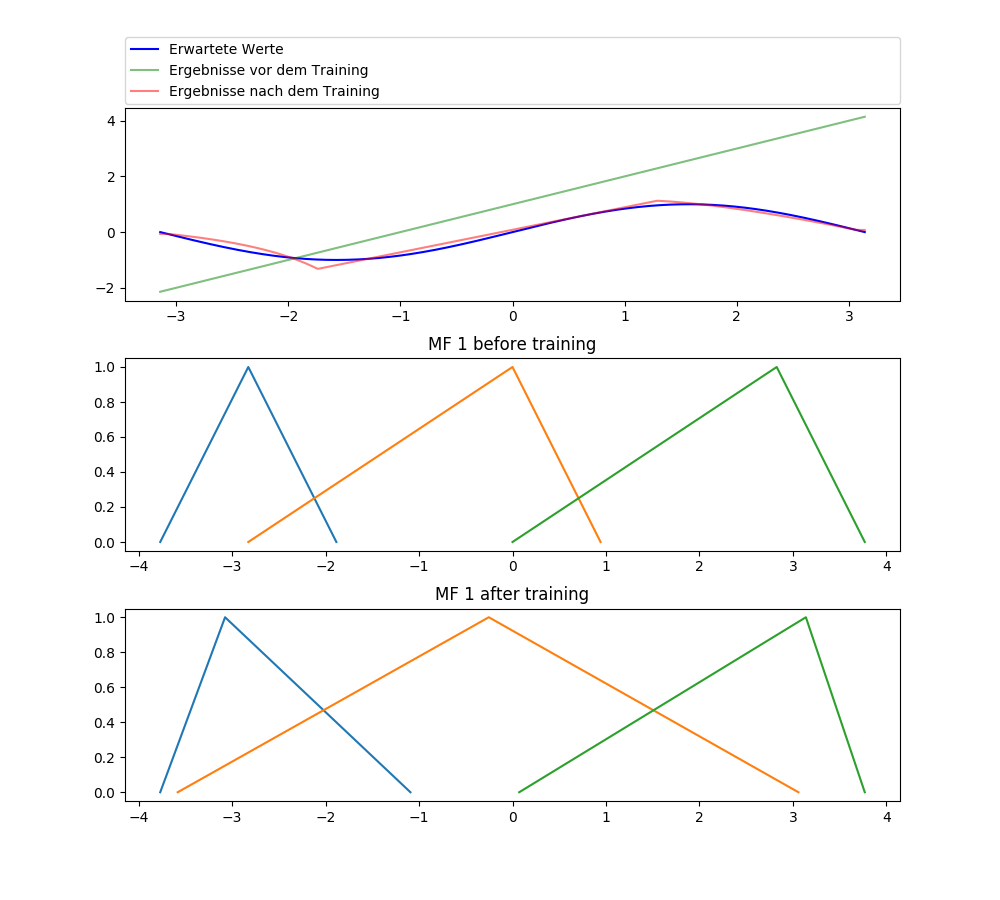 Erwartete Werte
Ergebnisse vor dem Training
Ergebnisse nach dem Training
4
2
0
−2
−3 −2 −1 0 1 2 3
MF 1 before training
1.0
0.8
0.6
0.4
0.2
0.0
−4 −3 −2 −1 0 1 2 3 4
MF 1 after training
1.0
0.8
0.6
0.4
0.2
0.0
−4 −3 −2 −1 0 1 2 3 4